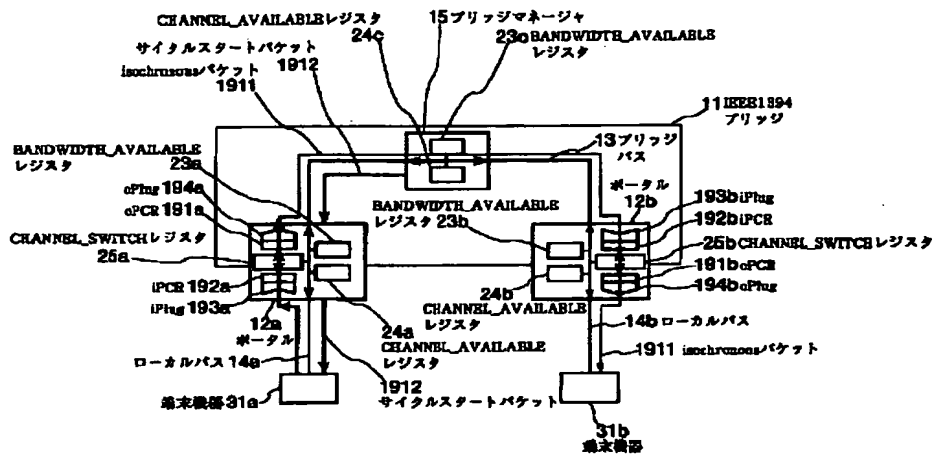 CHANNEL_AVAILABLEレジスタ
24c
15ブリッジマネージャ
23c BANDWIDTH_AVAILABLE
レジスタ
サイクルスタートパケット
1912
isochronousパケット
1911
11 IEEE1394
ブリッジ
13ブリッジ
バス
BANDWIDTH_AVAILABLE
レジスタ
23a
oPlug 194a
oPCR 191a
CHANNEL_SWITCHレジスタ
25a
iPCR 192a
iPlug 193a
12a
ポータル
BANDWIDTH_AVAILABLE
レジスタ 23b
ポータル
12b
193b iPlug
192b iPCR
25b CHANNEL_SWITCHレジスタ
191b oPCR
194b oPlug
24b
CHANNEL_AVAILABLE
レジスタ
24a
CHANNEL_AVAILABLE
レジスタ
ローカルバス 14a
14b ローカルバス
1911 isochronousパケット
1912
サイクルスタートパケット
端末機器 31a
31b
端末機器